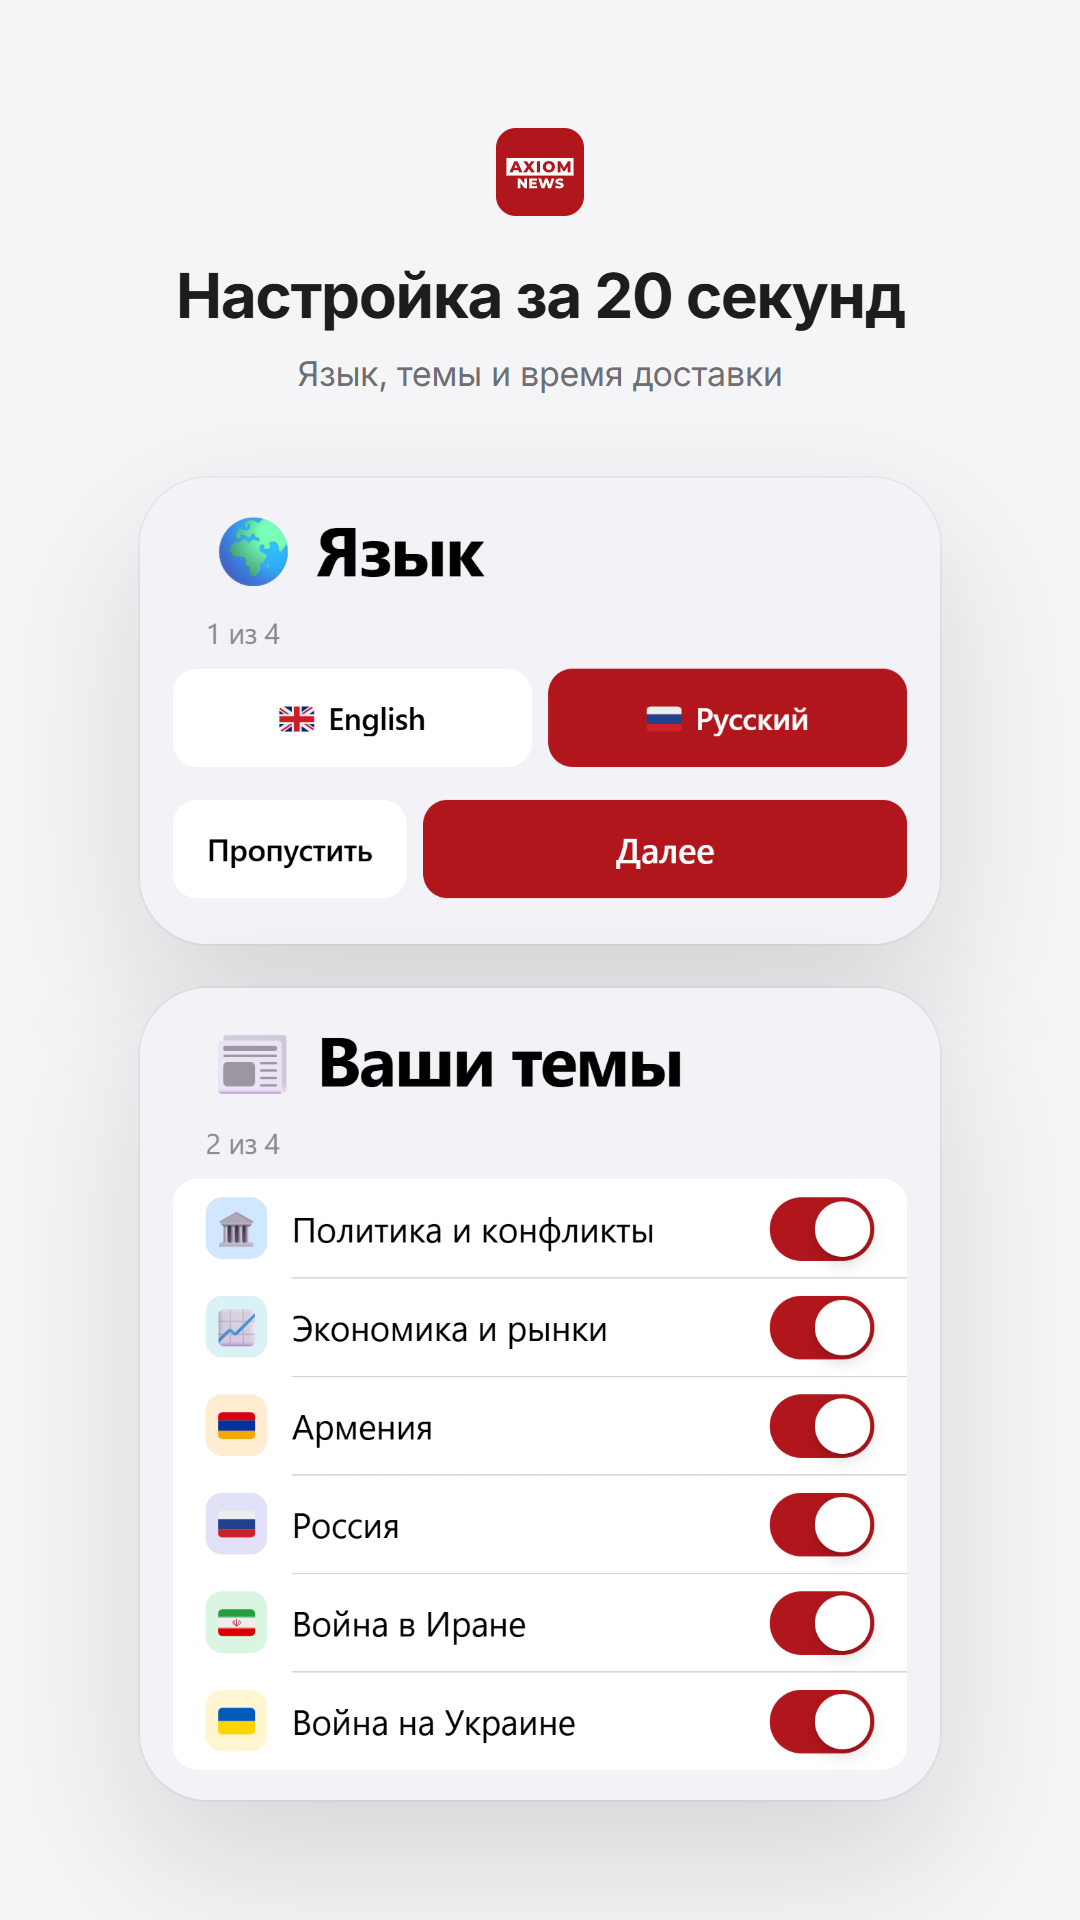 AXIOM
NEWS
Настройка за 20 секунд
Язык, темы и время доставки
Язык
1 из 4
English
Русский
Пропустить
Далее
Ваши темы
2 из 4
Политика и конфликты
Экономика и рынки
Армения
Россия
Война в Иране
Война на Украине